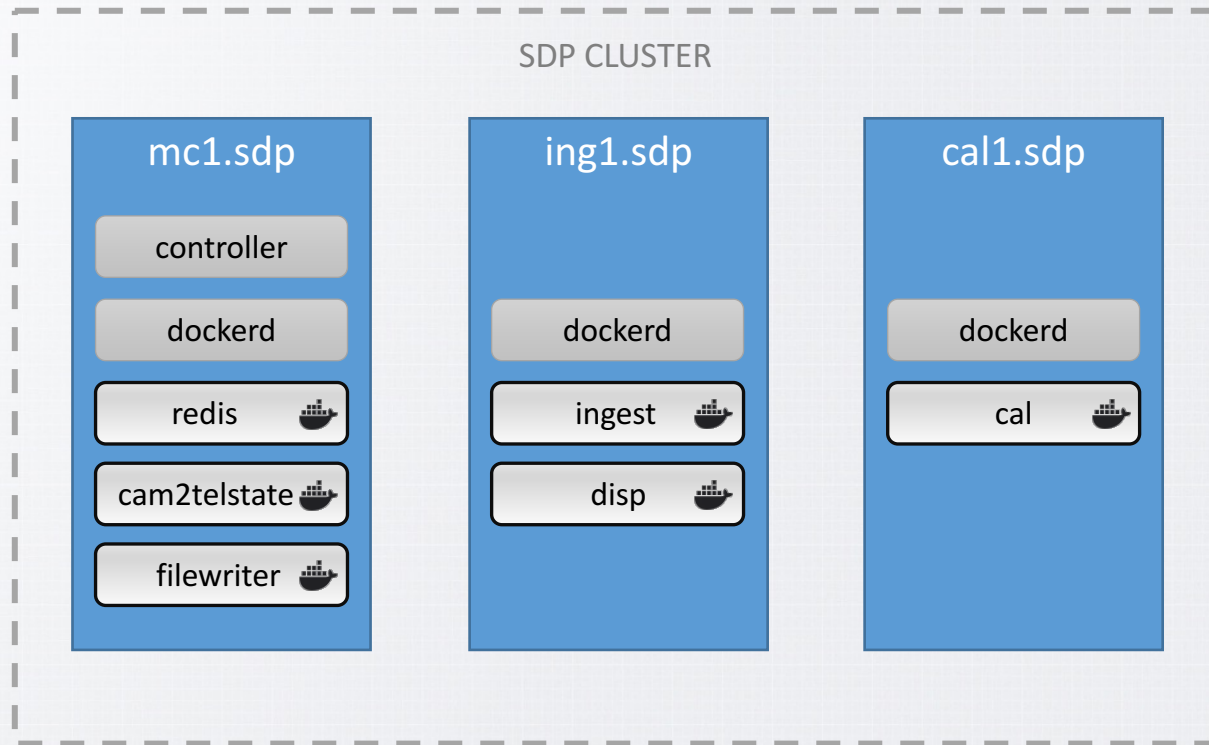 SDP CLUSTER
mc1.sdp
controller
dockerd
redis
cam2telstate
filewriter
ing1.sdp
dockerd
ingest
disp
cal1.sdp
dockerd
cal